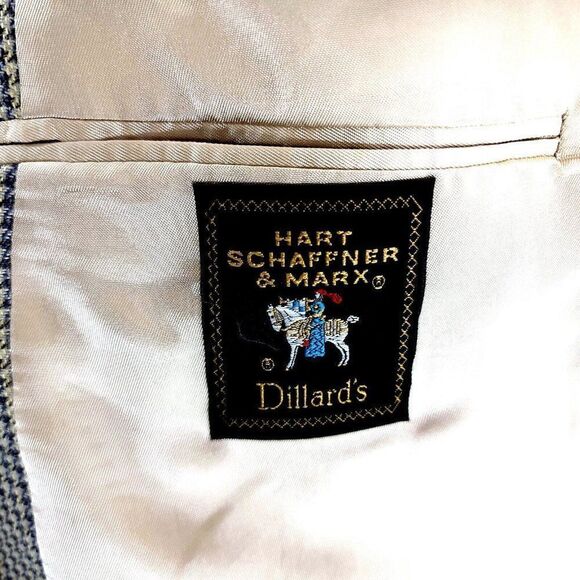 HART
SCHAFFNER
& MARX®
®
Dillard's